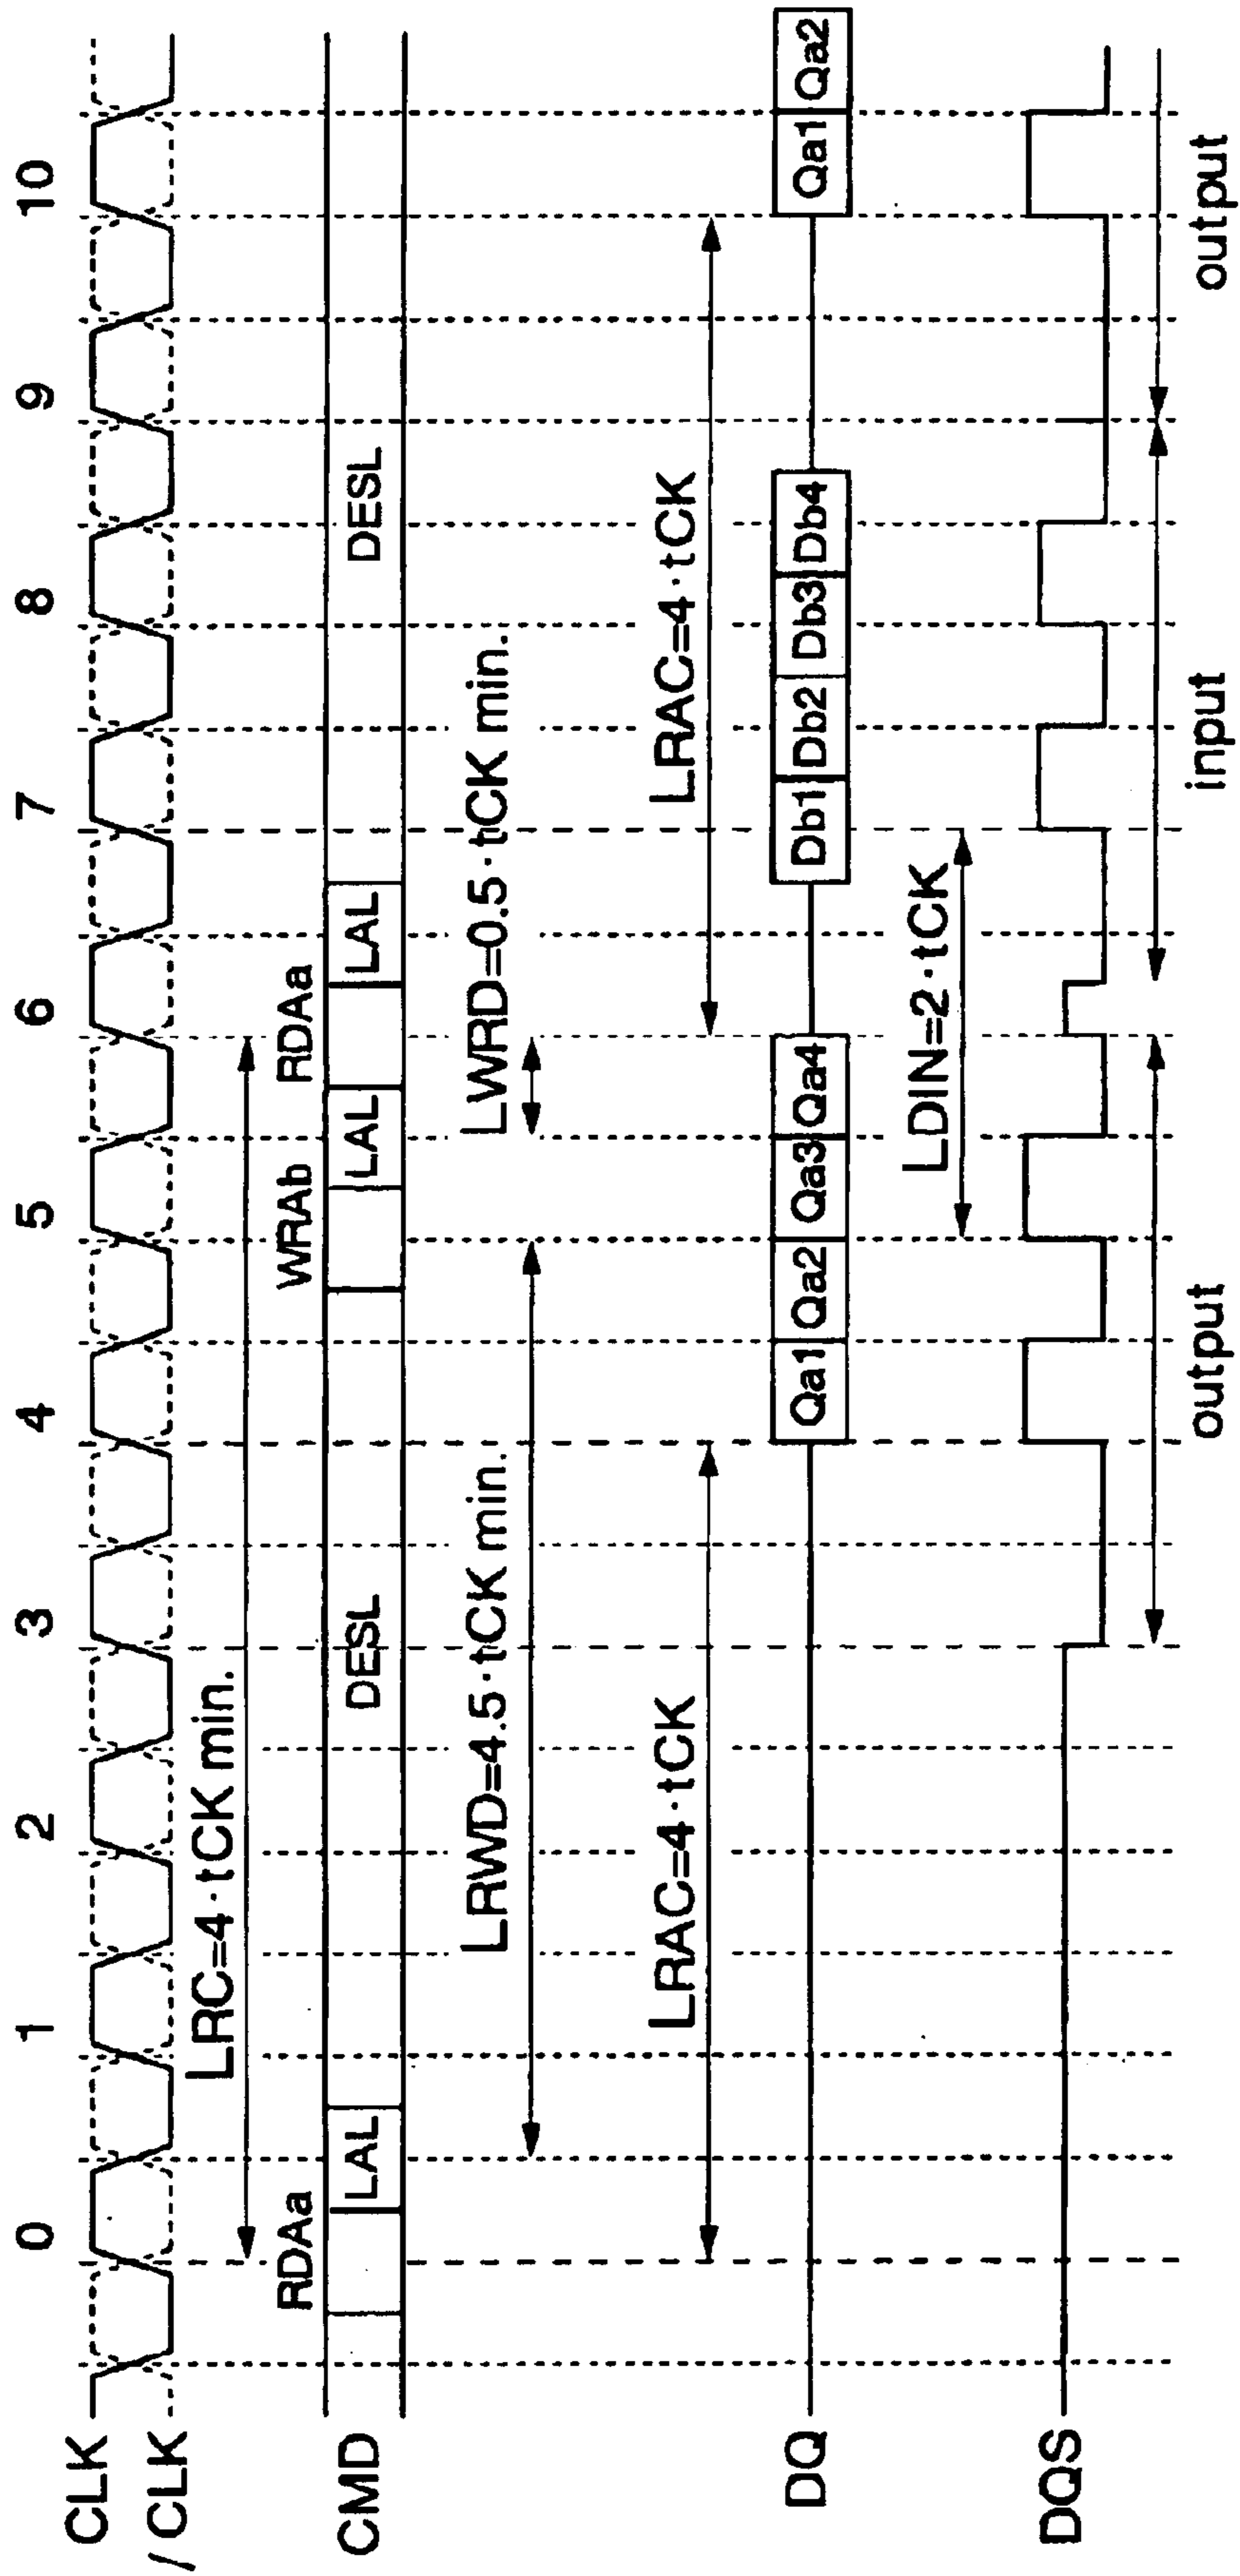 0 1 2 3 4 5 6 7 8 9 10
CLK
/ CLK
LRC=4·tCK min.
RDAa WRAb RDAa
CMD LAL DESL LAL LAL DESL
LRWD=4.5·tCK min. LWRD=0.5·tCK min.
LRAC=4·tCK LRAC=4·tCK
DQ Qa1 Qa2 Qa3 Qa4 Db1 Db2 Db3 Db4 Qa1 Qa2
LDIN=2·tCK
DQS
output input output